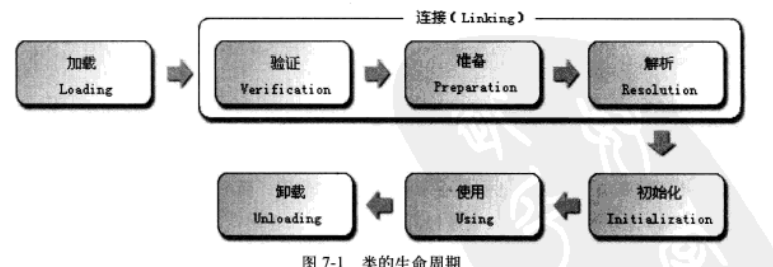 连接(Linking)
加载
Loading
验证
Verification
准备
Preparation
解析
Resolution
初始化
Initialization
使用
Using
卸载
Unloading
图 7-1 类的生命周期